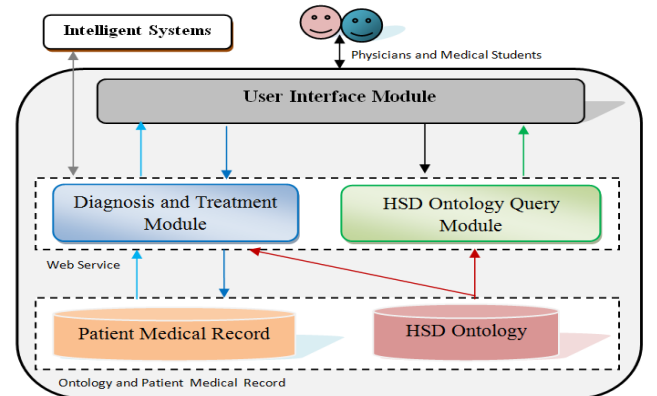 Intelligent Systems
Physicians and Medical Students
User Interface Module
Diagnosis and Treatment
Module
HSD Ontology Query
Module
Web Service
Patient Medical Record
HSD Ontology
Ontology and Patient Medical Record